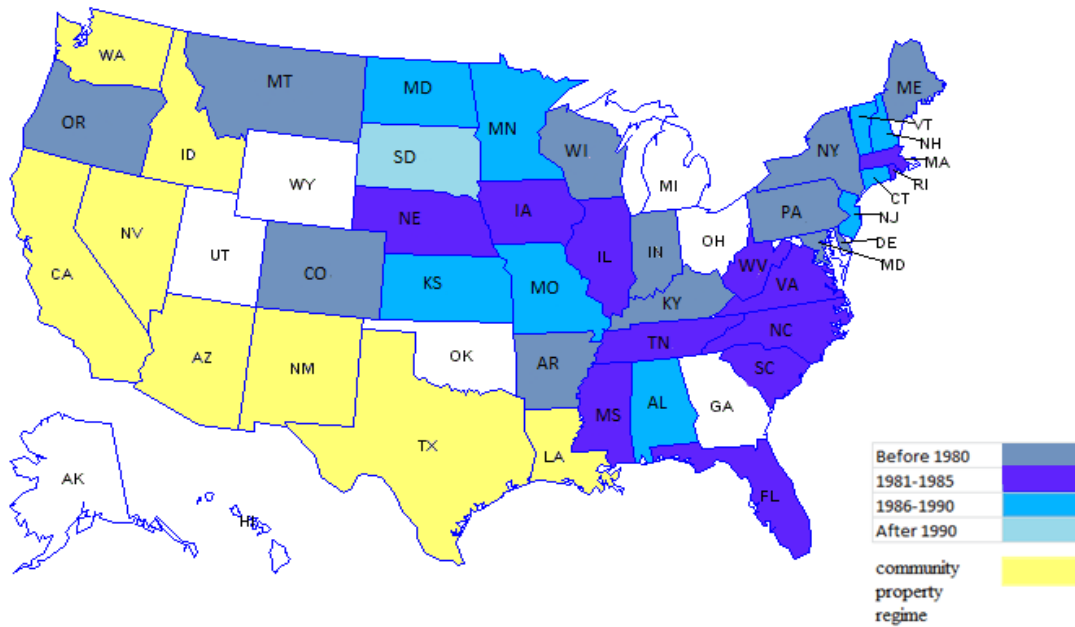 WA
MT
MD
MN
ME
OR
ID
WY
SD
WI
MI
NY
VT
NH
MA
RI
CT
NV
UT
NE
IA
PA
NJ
CA
CO
KS
MO
IL
IN
OH
DE
MD
WV
VA
KY
AZ
NM
OK
AR
TN
NC
SC
TX
LA
MS
AL
GA
FL
AK
HI
Before 1980
1981-1985
1986-1990
After 1990
community
property
regime